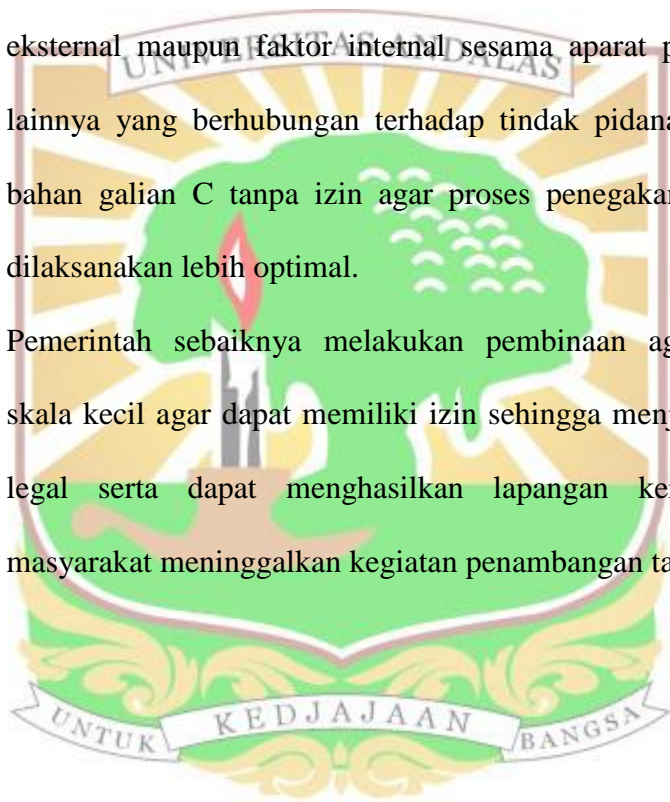 eksternal maupun faktor internal sesama aparat
UNIVERSITAS ANDALAS
lainnya yang berhubungan terhadap tindak pidana
bahan galian C tanpa izin agar proses
dilaksanakan lebih optimal.
Pemerintah sebaiknya melakukan pembinaan
skala kecil agar dapat memiliki izin sehingga
legal serta dapat menghasilkan lapangan
masyarakat meninggalkan kegiatan penambangan
UNTUK KEDJAJAAN BANGSA